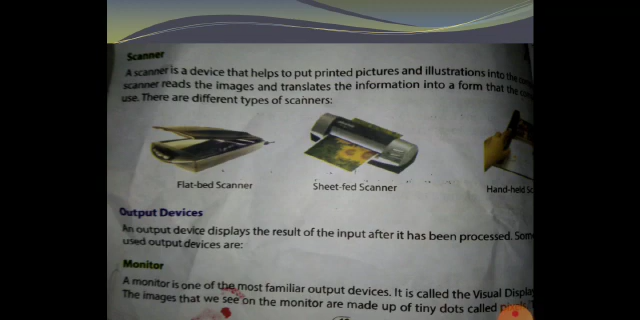 Scanner
A scanner is a device that helps to put printed pictures and illustrations into the
scanner reads the images and translates the information into a form that the
use. There are different types of scanners:
Flat-bed Scanner
Sheet-fed Scanner
Hand-held
Output Devices
An output device displays the result of the input after it has been processed.
used output devices are:
Monitor
A monitor is one of the most familiar output devices. It is called the Visual
The images that we see on the monitor are made up of tiny dots called